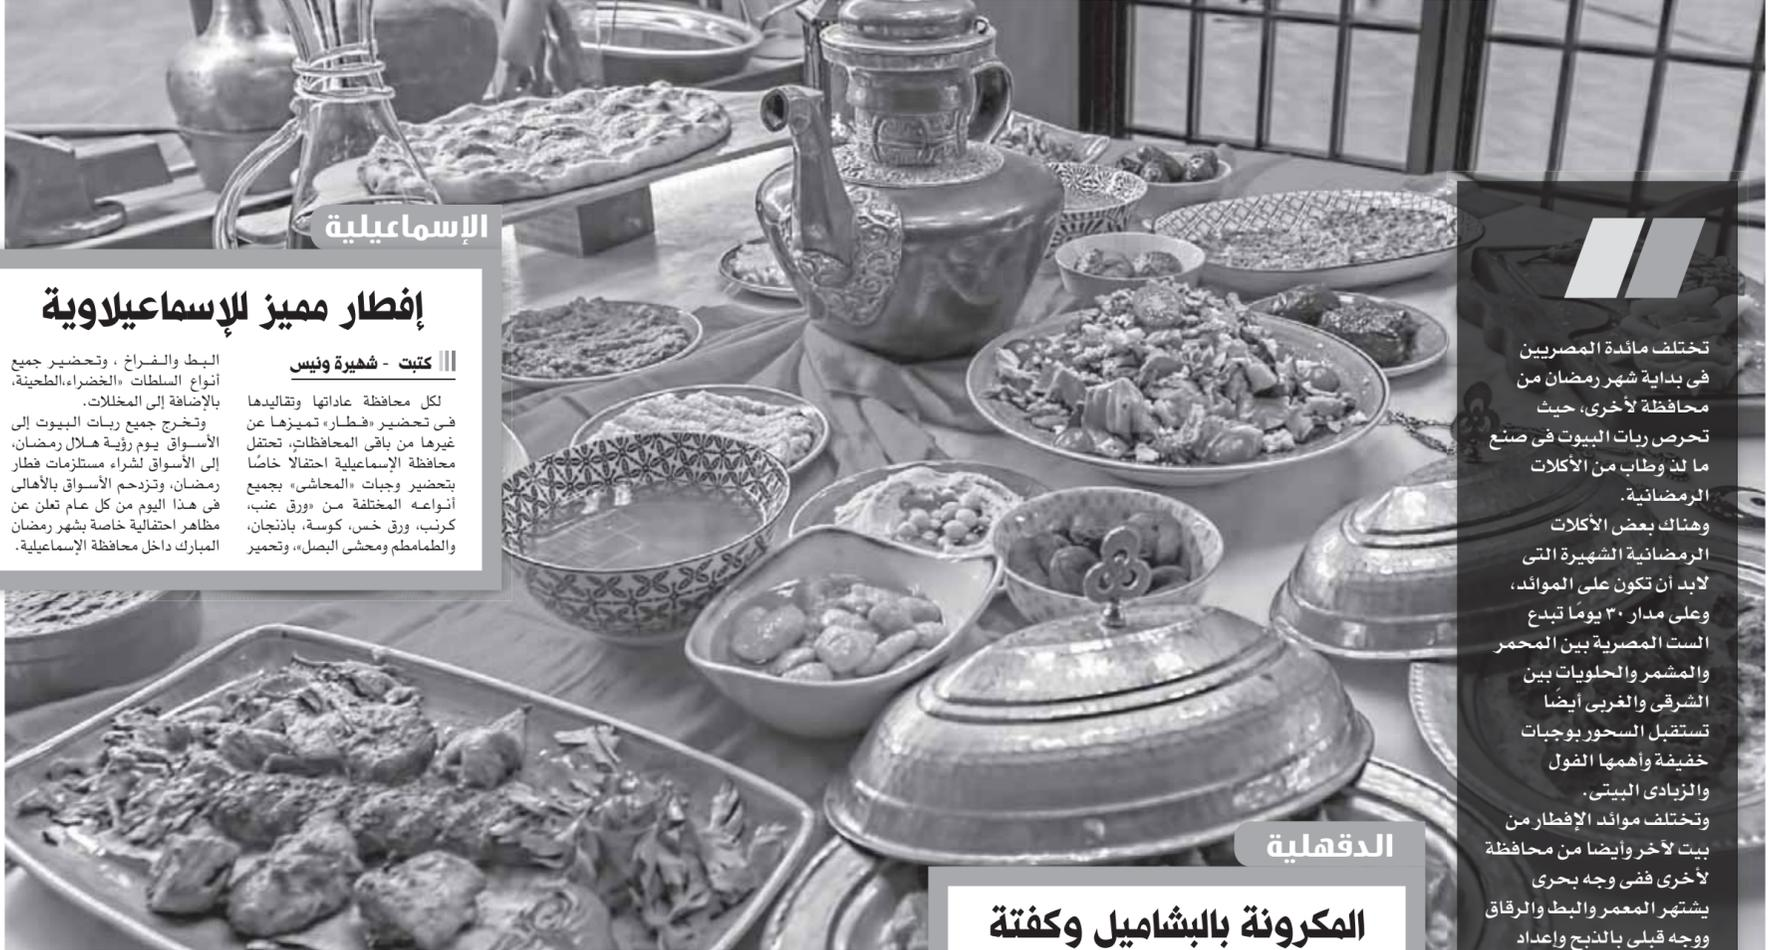 تختلف مائدة المصريين
فى بداية شهر رمضان من
محافظة لأخرى، حيث
تحرص ربات البيوت فى صنع
ما لذ وطاب من الأكلات
الرمضانية.
وهناك بعض الأكلات
الرمضانية الشهيرة التى
لابد أن تكون على الموائد،
وعلى مدار ٣٠ يومًا تبدع
الست المصرية بين المحمر
والمشمر والحلويات بين
الشرقى والغربى أيضًا
تستقبل السحور بوجبات
خفيفة وأهمها الفول
والزبادى البيتى.
وتختلف موائد الإفطار من
بيت لآخر وأيضا من محافظة
لأخرى ففى وجه بحرى
يشتهر المعمر والبط والرقاق
ووجه قبلى بالذبح وإعداد
الإسماعيلية
إفطار مميز للإسماعيلاوية
كتبت - شهيرة ونيس
لكل محافظة عاداتها وتقاليدها
فى تحضير «فطار» تميزها عن
غيرها من باقى المحافظات، تحتفل
محافظة الإسماعيلية احتفالًا خاصًا
بتحضير وجبات «المحاشى» بجميع
أنواعه المختلفة من «ورق عنب،
كرنب، ورق خس، كوسة، باذنجان،
والطمامطم ومحشى البصل»، وتحمير
البط والفراخ ، وتحضير جميع
أنواع السلطات «الخضراء،الطحينة،
بالإضافة إلى المخللات.
وتخرج جميع ربات البيوت إلى
الأسواق يوم رؤية هلال رمضان،
إلى الأسواق لشراء مستلزمات فطار
رمضان، وتزدحم الأسواق بالأهالى
فى هذا اليوم من كل عام تعلن عن
مظاهر احتفالية خاصة بشهر رمضان
المبارك داخل محافظة الإسماعيلية.
الدقهلية
المكرونة بالبشاميل وكفتة